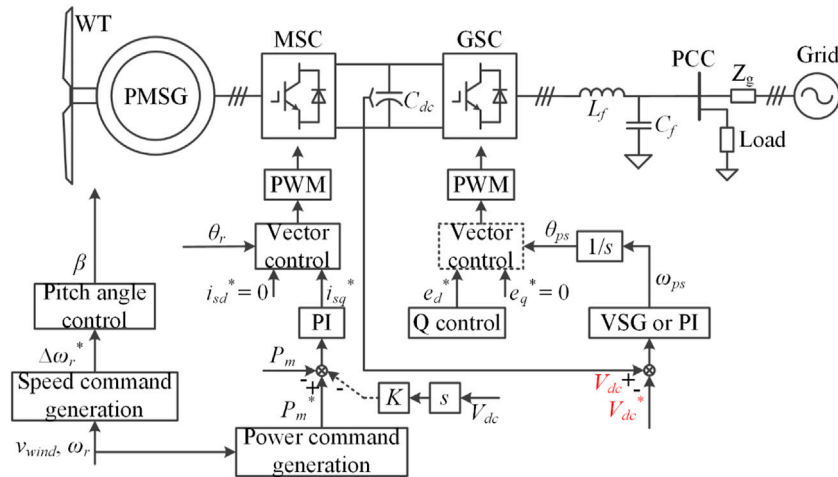 WT
MSC
GSC
PCC
Grid
PMSG
C_dc
L_f
C_f
Z_g
Load
PWM
PWM
θ_r
Vector
control
Vector
control
θ_ps
1/s
β
i_sd* = 0
i_sq*
e_d*
e_q* = 0
ω_ps
Pitch angle
control
PI
Q control
VSG or PI
Δω_r*
P_m
- + -
V_dc + -
V_dc*
Speed command
generation
P_m*
K
s
V_dc
v_wind, ω_r
Power command
generation